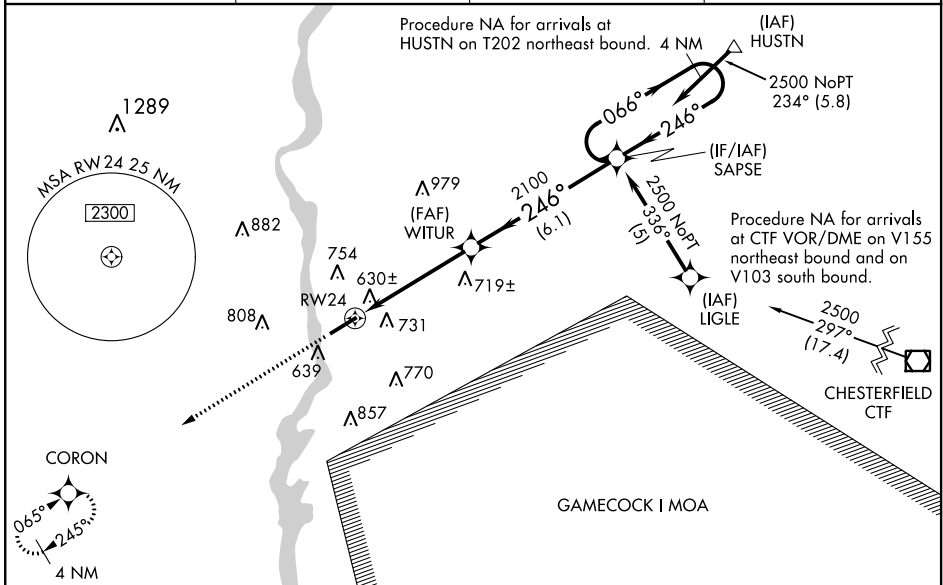 Procedure NA for arrivals at
HUSTN on T202 northeast bound.
4 NM
(IAF)
HUSTN
2500 NoPT
234° (5.8)
1289
066°
246°
MSA RW 24 25 NM
2300
(IF/IAF)
SAPSE
979
2100
246°
(6.1)
2500 NoPT
336°
(5)
(FAF)
WITUR
882
Procedure NA for arrivals
at CTF VOR/DME on V155
northeast bound and on
V103 south bound.
754
630±
719±
RW24
(IAF)
LIGLE
808
731
2500
297°
(17.4)
639
770
CHESTERFIELD
CTF
857
CORON
065°
245°
4 NM
GAMECOCK I MOA